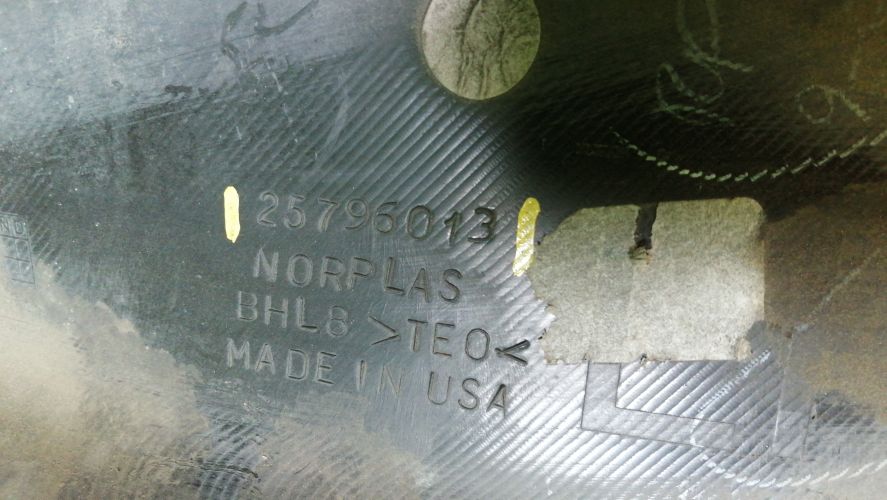 25796013
NORPLAS
BHL8 >TEO<
MADE IN USA